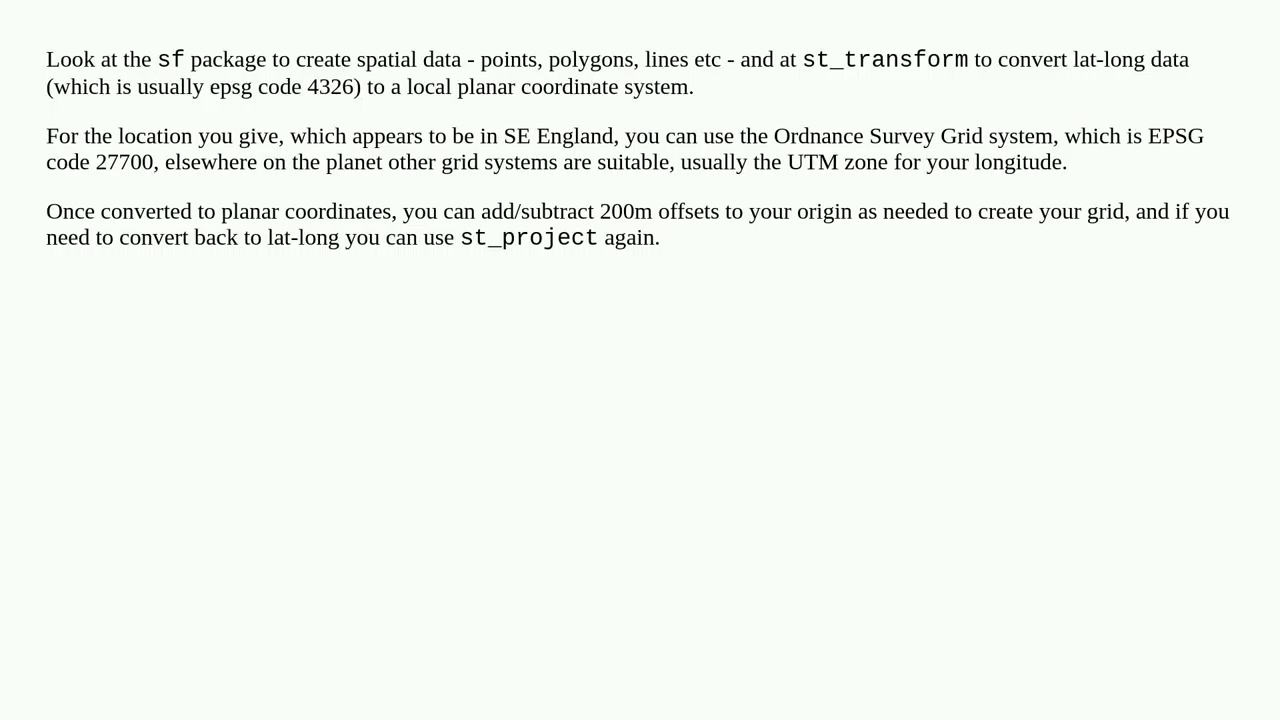 Look at the sf package to create spatial data - points, polygons, lines etc - and at st_transform to convert lat-long data
(which is usually epsg code 4326) to a local planar coordinate system.
For the location you give, which appears to be in SE England, you can use the Ordnance Survey Grid system, which is EPSG
code 27700, elsewhere on the planet other grid systems are suitable, usually the UTM zone for your longitude.
Once converted to planar coordinates, you can add/subtract 200m offsets to your origin as needed to create your grid, and if you
need to convert back to lat-long you can use st_project again.